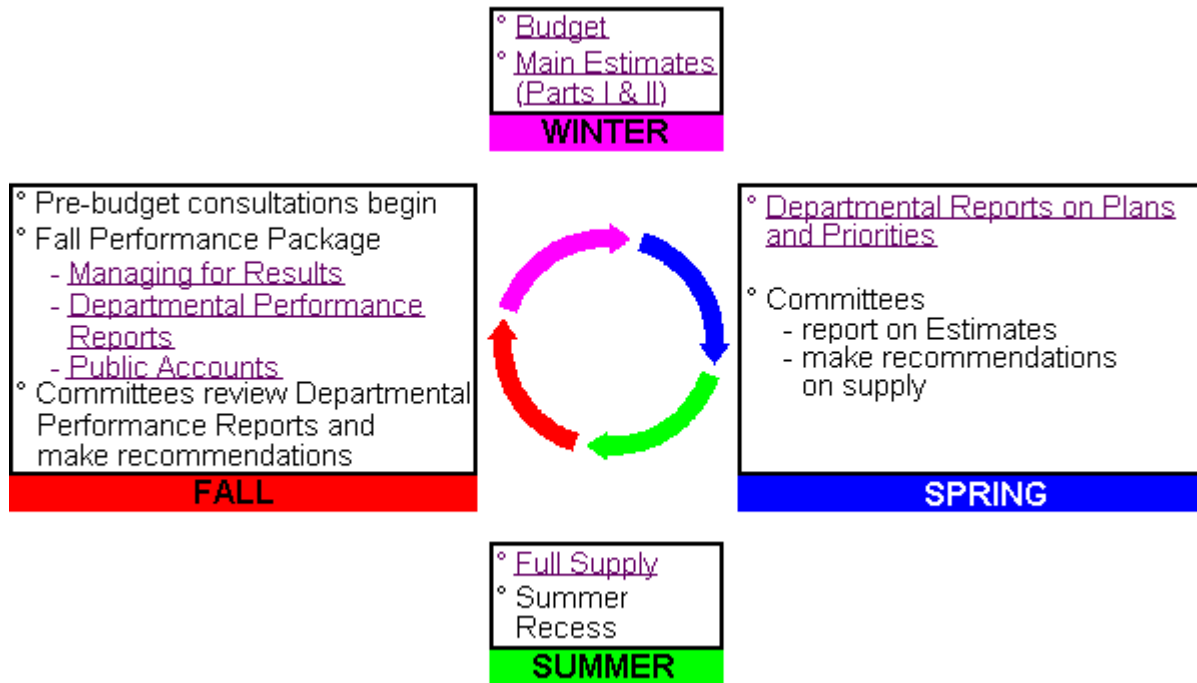 ° Budget
° Main Estimates
(Parts I & II)
WINTER
° Pre-budget consultations begin
° Fall Performance Package
- Managing for Results
- Departmental Performance
Reports
- Public Accounts
° Committees review Departmental
Performance Reports and
make recommendations
FALL
° Departmental Reports on Plans
and Priorities
° Committees
- report on Estimates
- make recommendations
on supply
SPRING
° Full Supply
° Summer
Recess
SUMMER